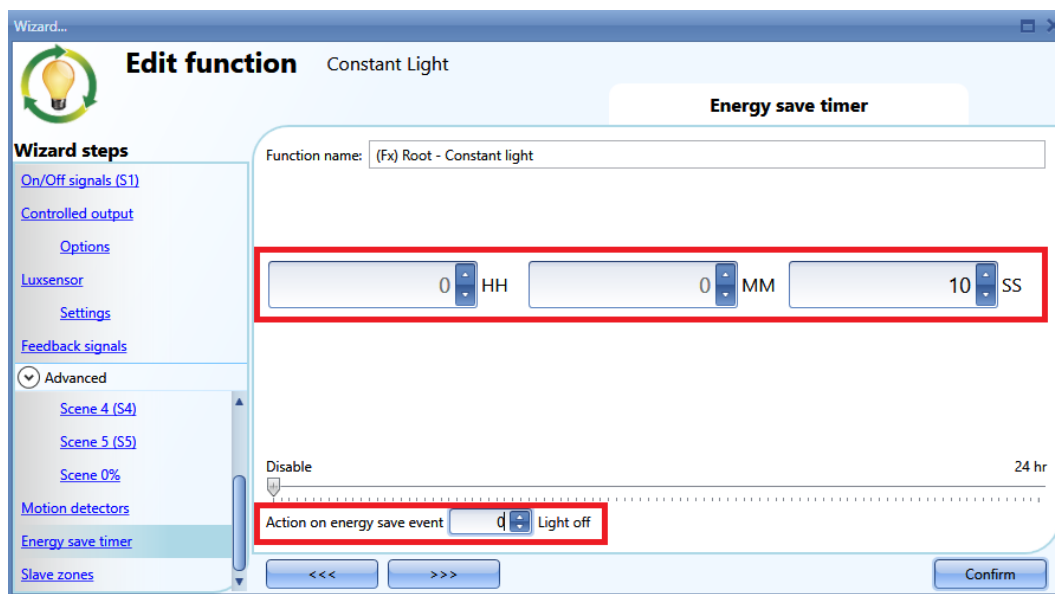 Wizard...
Edit function Constant Light
Energy save timer
Wizard steps
On/Off signals (S1)
Controlled output
Options
Luxsensor
Settings
Feedback signals
Advanced
Scene 4 (S4)
Scene 5 (S5)
Scene 0%
Motion detectors
Energy save timer
Slave zones
Function name: (Fx) Root - Constant light
0 HH 0 MM 10 SS
Disable 24 hr
Action on energy save event 0 Light off
<<< >>> Confirm